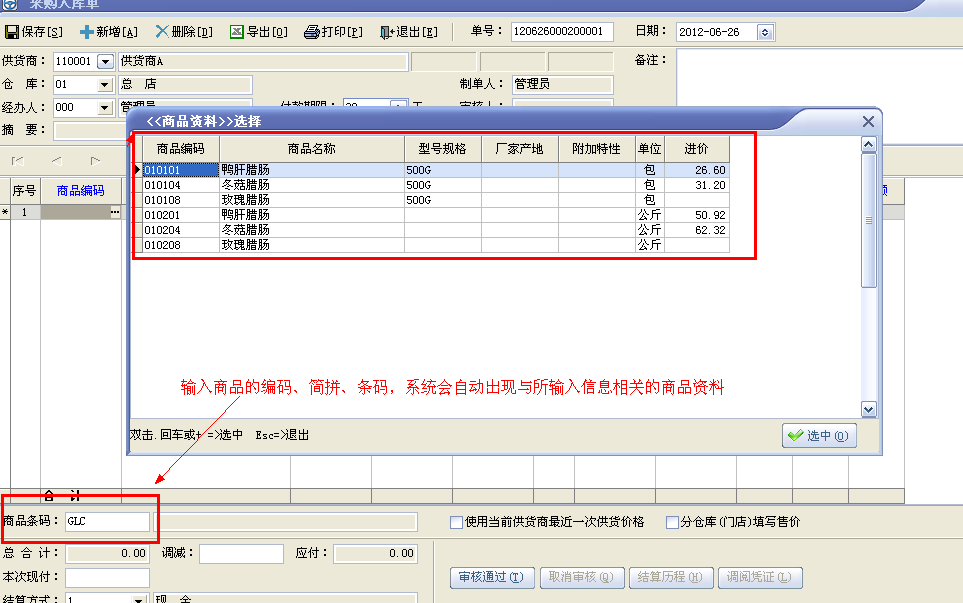 采购入库单
保存[S] 新增[A] 删除[D] 导出[O] 打印[P] 退出[E] 单号： 120626000200001 日期： 2012-06-26
供货商： 110001 供货商A 备注：
仓 库： 01 总 店 制单人： 管理员
经办人： 000 管理员 付款期限： 审核人：
摘 要：
<<商品资料>>选择
商品编码 商品名称 型号规格 厂家产地 附加特性 单位 进价
010101 鸭肝腊肠 500G 包 26.60
010104 冬菇腊肠 500G 包 31.20
010108 玫瑰腊肠 500G 包
010201 鸭肝腊肠 公斤 50.92
010204 冬菇腊肠 公斤 62.32
010208 玫瑰腊肠 公斤
序号 商品编码
* 1 ...
输入商品的编码、简拼、条码，系统会自动出现与所输入信息相关的商品资料
双击.回车或+ =>选中 Esc=>退出 选中(O)
合 计
商品条码： GLC 使用当前供货商最近一次供货价格 分仓库(门店)填写售价
总 合 计： 0.00 调减： 应付： 0.00
本次现付： 审核通过(T) 取消审核(Q) 结算历程(H) 调阅凭证(L)
结算方式： 1 现 金